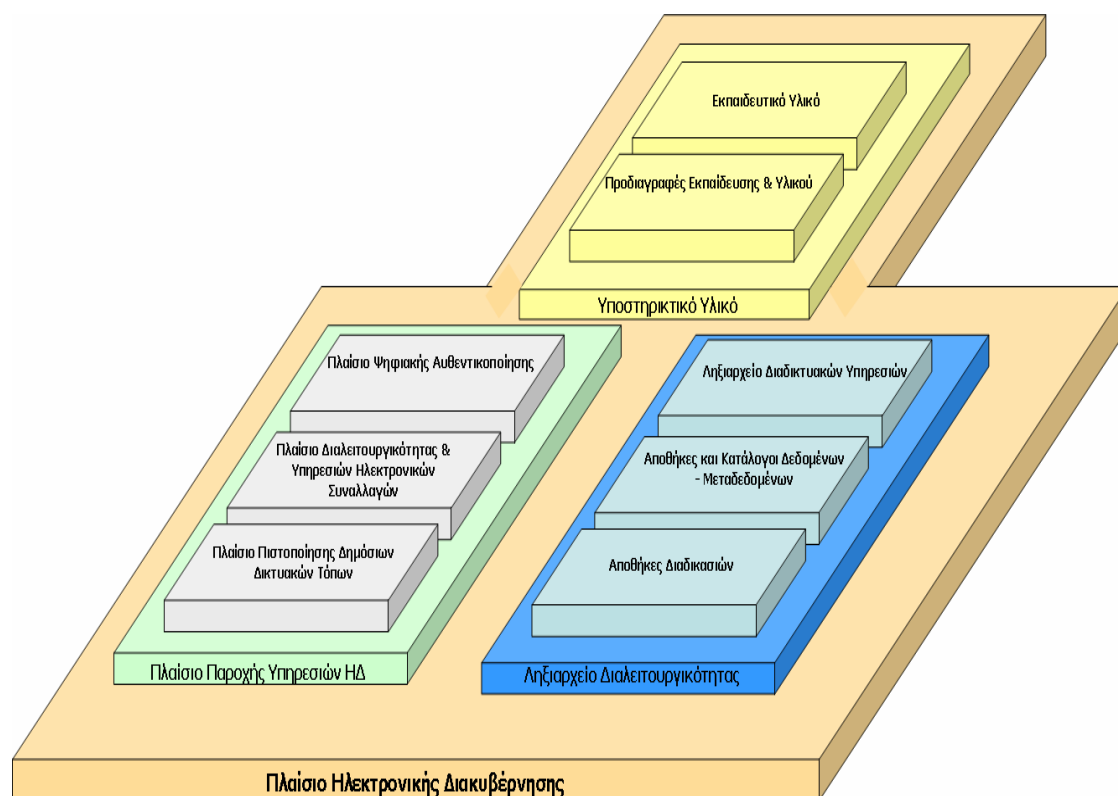 Εκπαιδευτικό Υλικό
Προδιαγραφές Εκπαίδευσης & Υλικού
Υποστηρικτικό Υλικό
Πλαίσιο Ψηφιακής Αυθεντικοποίησης
Πλαίσιο Διαλειτουργικότητας &
Υπηρεσιών Ηλεκτρονικών
Συναλλαγών
Πλαίσιο Πιστοποίησης Δημόσιων
Δικτυακών Τόπων
Πλαίσιο Παροχής Υπηρεσιών ΗΔ
Ληξιαρχείο Διαδικτυακών Υπηρεσιών
Αποθήκες και Κατάλογοι Δεδομένων
- Μεταδεδομένων
Αποθήκες Διαδικασιών
Ληξιαρχείο Διαλειτουργικότητας
Πλαίσιο Ηλεκτρονικής Διακυβέρνησης